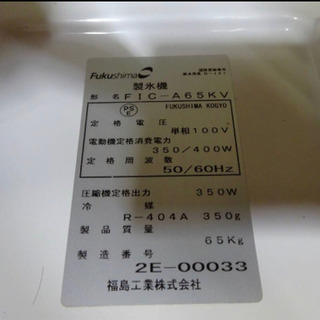 Fukushima
製氷機
形名 FIC-A65KV
PS
E
FUKUSHIMA KOGYO
定格電圧
単相100V
電動機定格消費電力
350/400W
定格周波数
50/60Hz
圧縮機定格出力 350W
冷媒
R-404A 350g
製品質量
65Kg
製造番号
2E-00033
福島工業株式会社